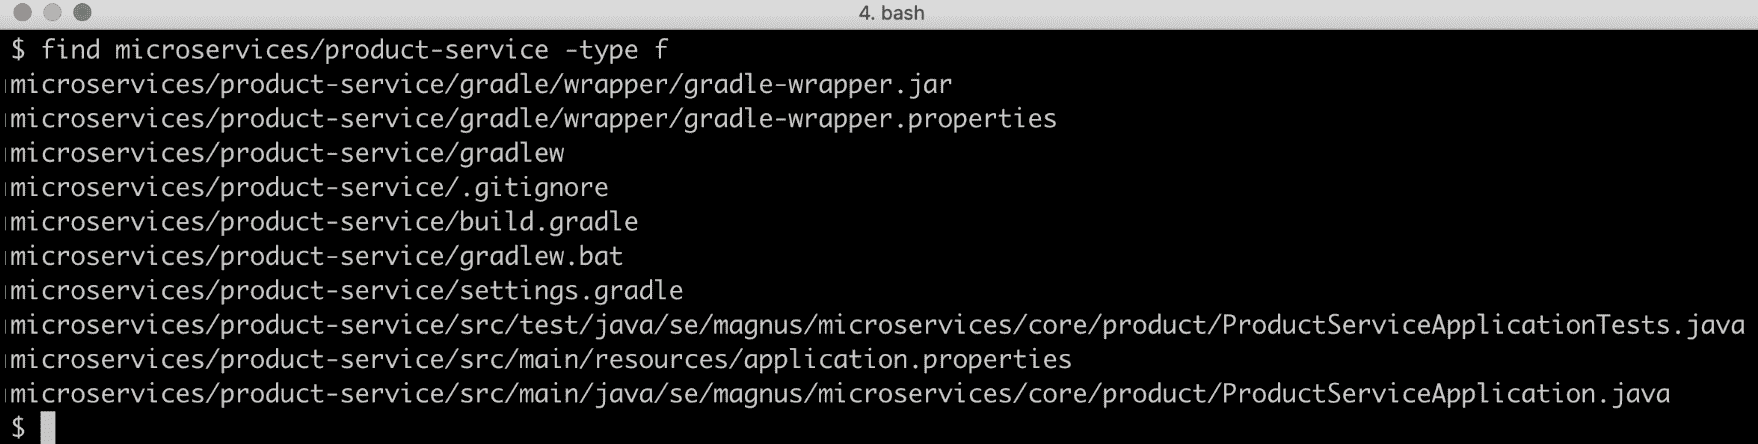 4. bash
$ find microservices/product-service -type f
microservices/product-service/gradle/wrapper/gradle-wrapper.jar
microservices/product-service/gradle/wrapper/gradle-wrapper.properties
microservices/product-service/gradlew
microservices/product-service/.gitignore
microservices/product-service/build.gradle
microservices/product-service/gradlew.bat
microservices/product-service/settings.gradle
microservices/product-service/src/test/java/se/magnus/microservices/core/product/ProductServiceApplicationTests.java
microservices/product-service/src/main/resources/application.properties
microservices/product-service/src/main/java/se/magnus/microservices/core/product/ProductServiceApplication.java
$